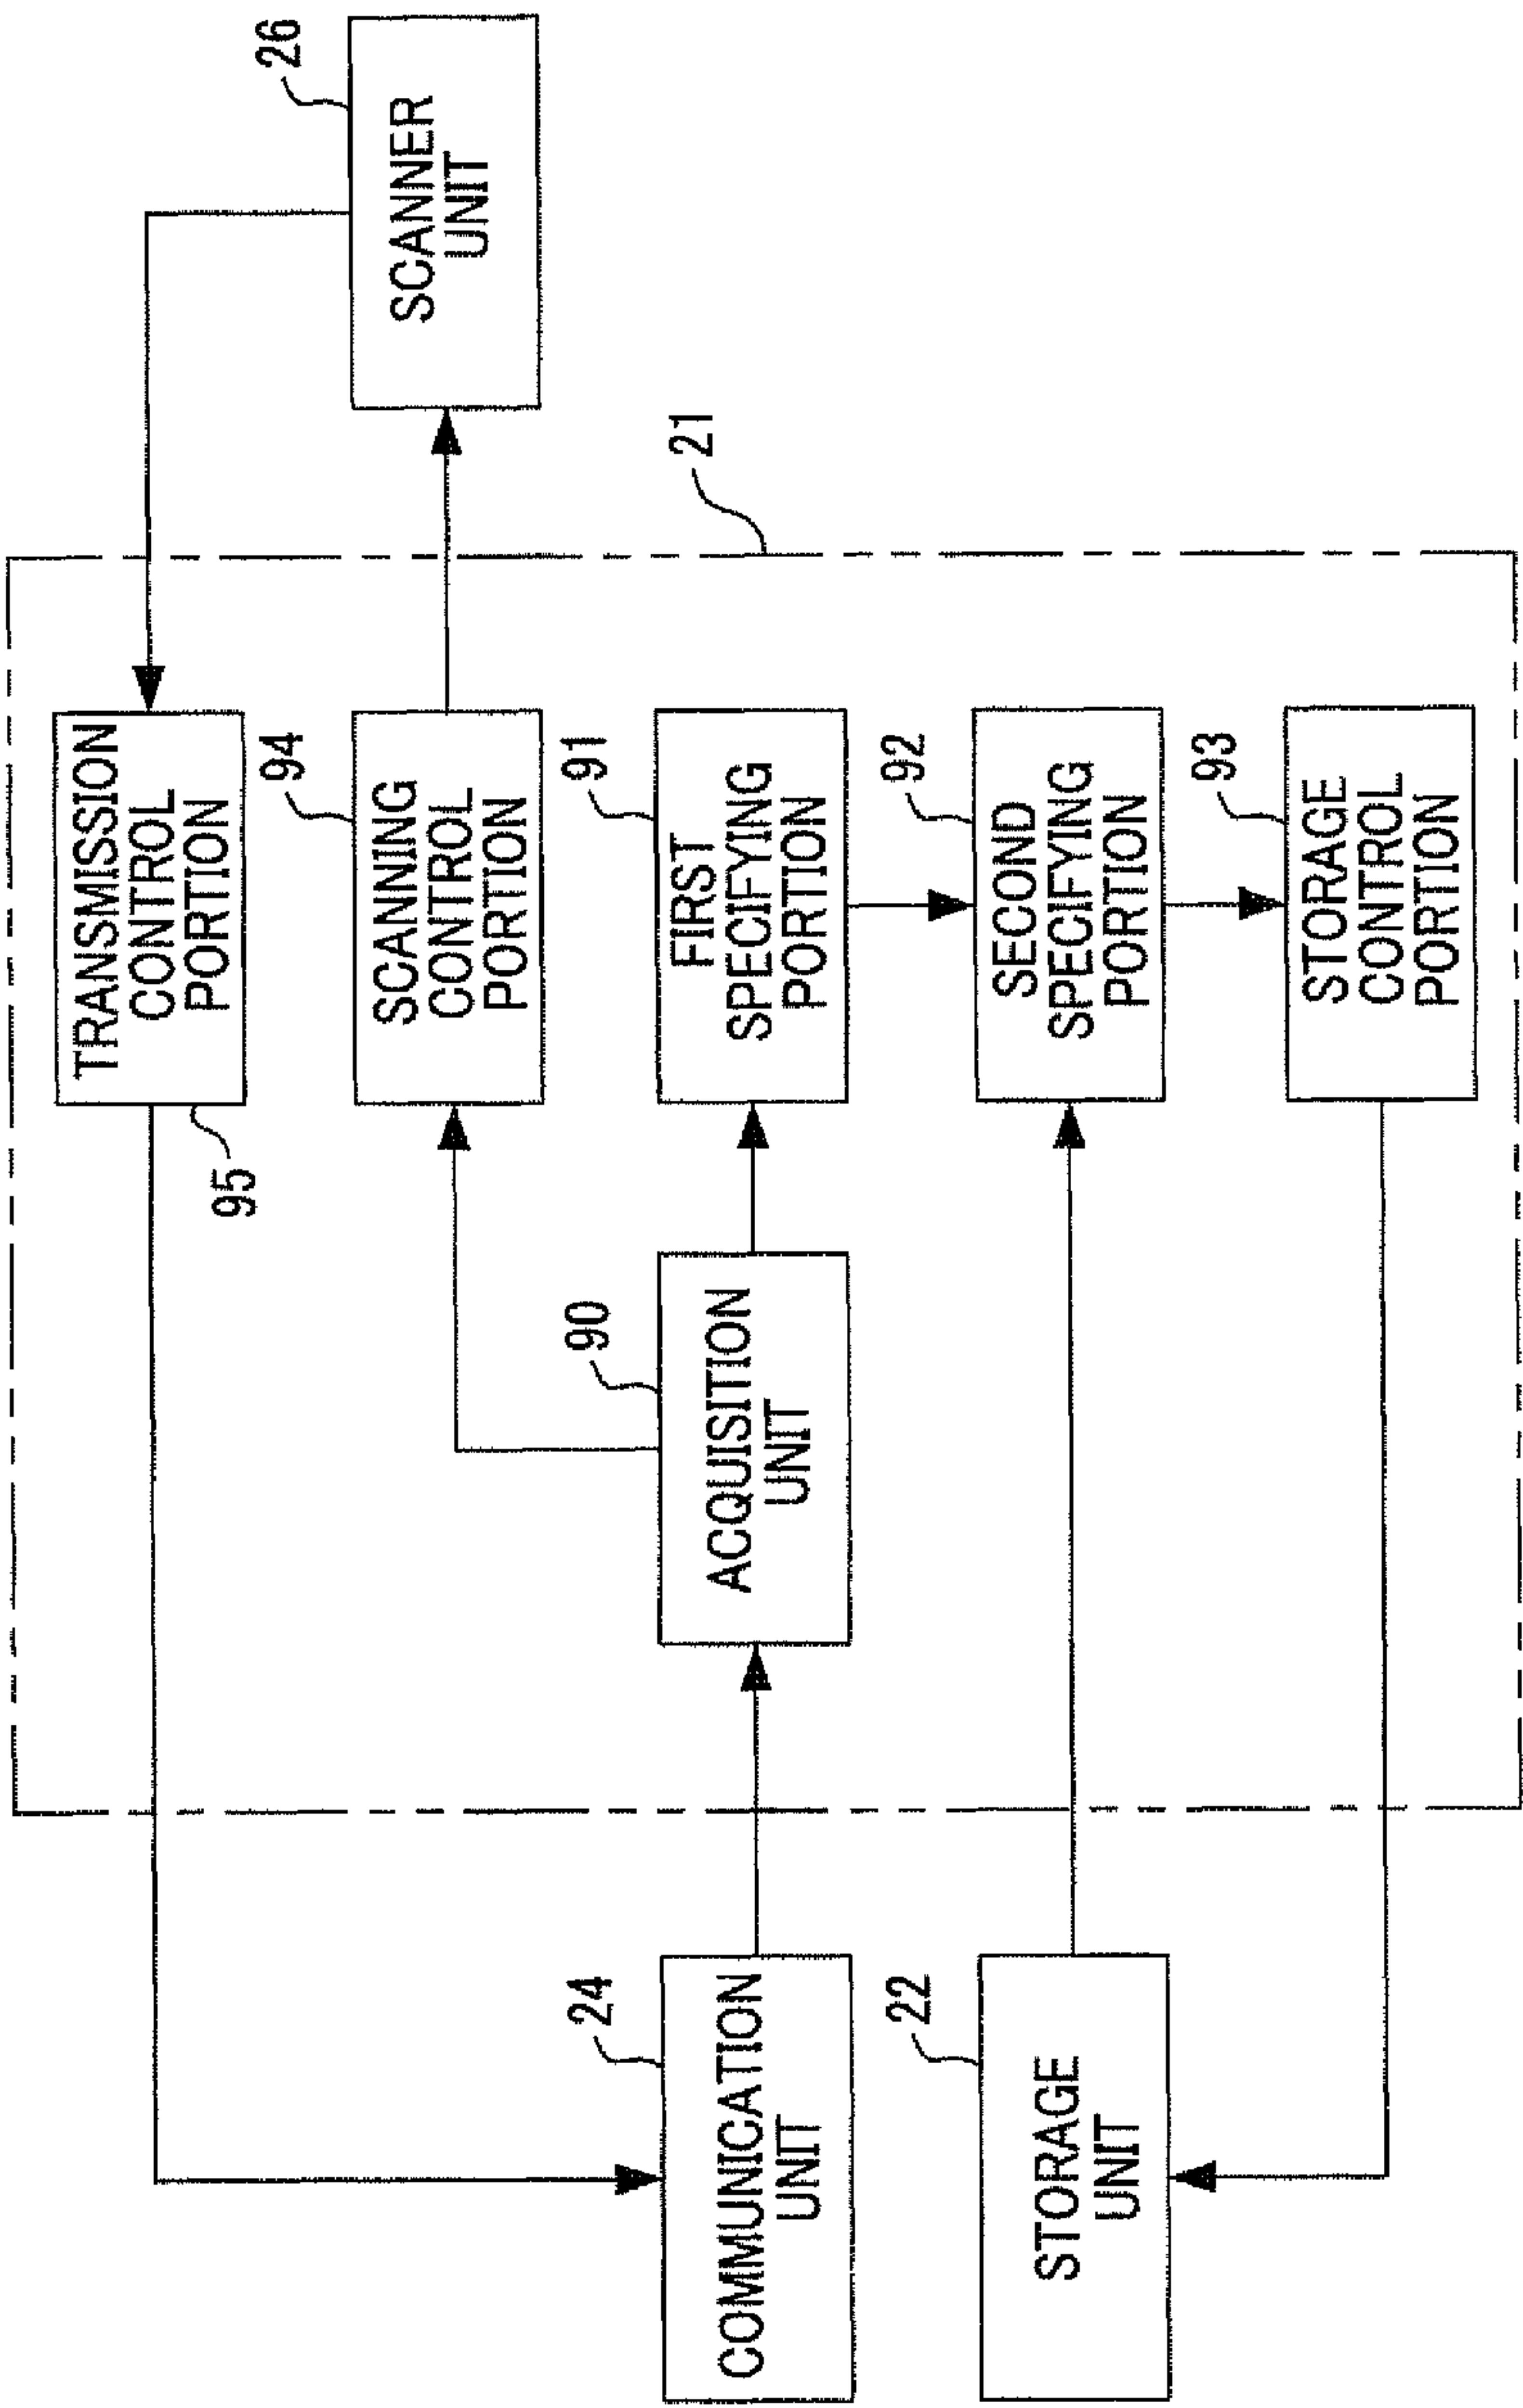 26
SCANNER
UNIT
21
TRANSMISSION
CONTROL
PORTION
95
94
SCANNING
CONTROL
PORTION
91
FIRST
SPECIFYING
PORTION
92
SECOND
SPECIFYING
PORTION
93
STORAGE
CONTROL
PORTION
90
ACQUISITION
UNIT
24
COMMUNICATION
UNIT
22
STORAGE
UNIT